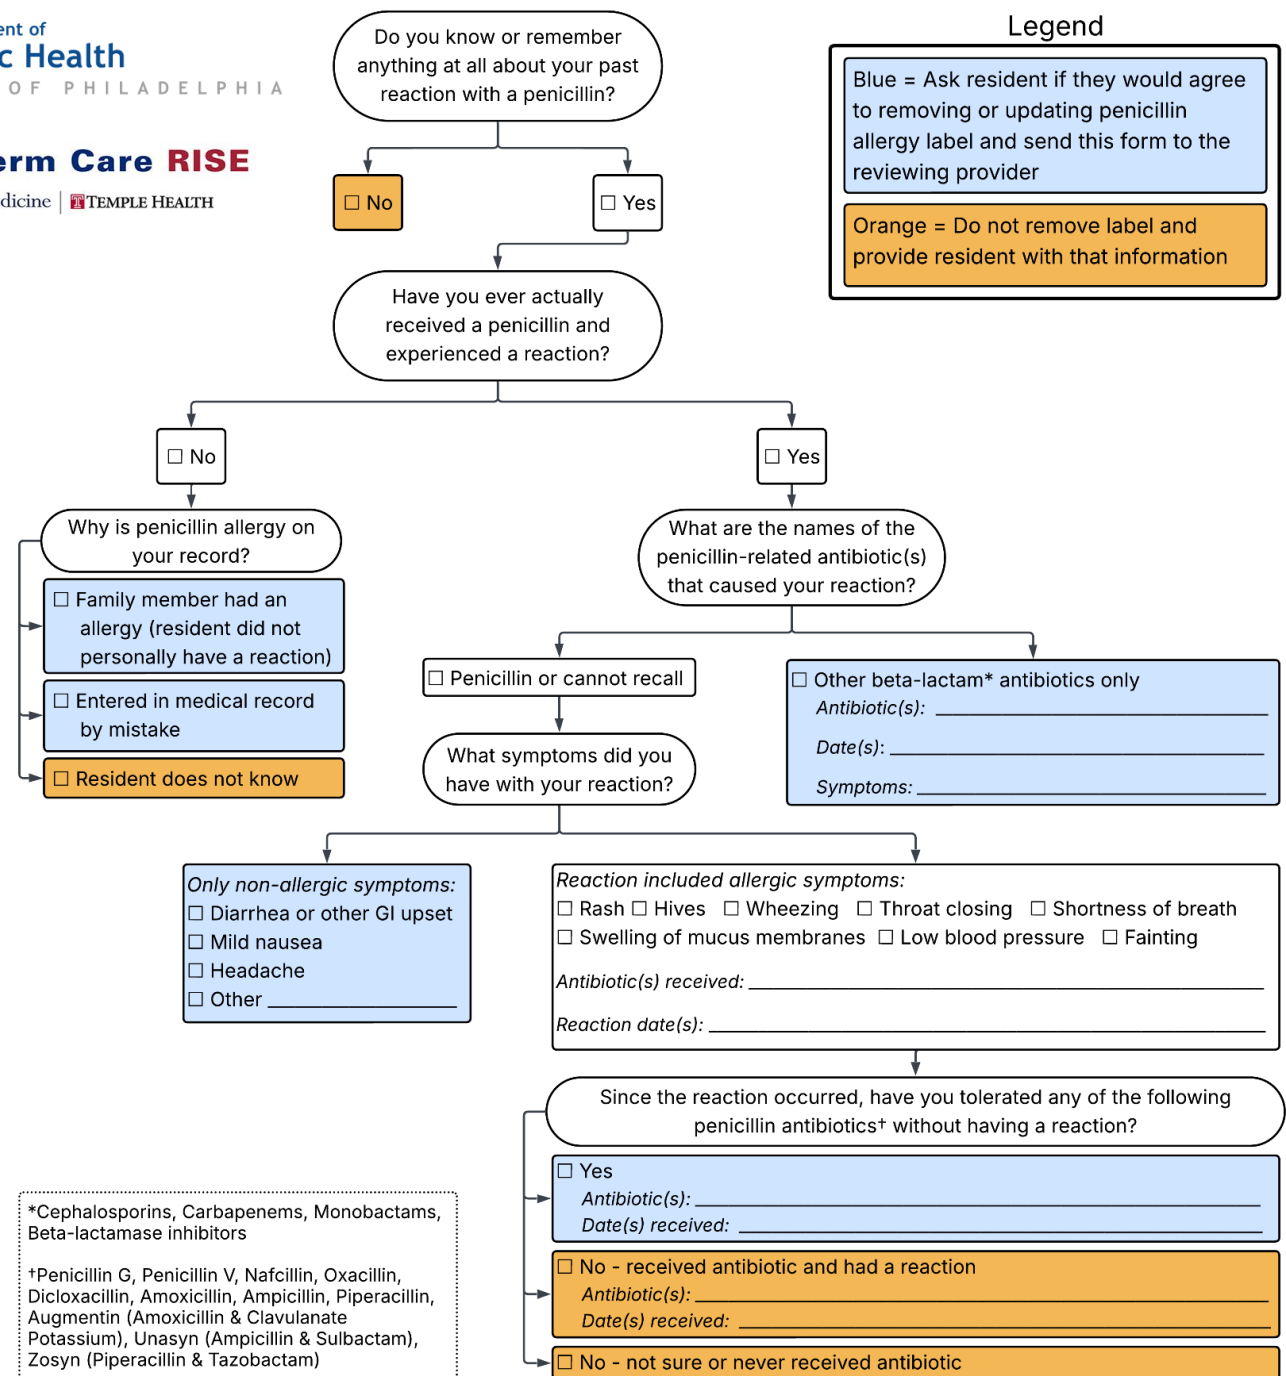 ent of
c Health
OF PHILADELPHIA
erm Care RISE
dicine | TEMPLE HEALTH
Do you know or remember
anything at all about your past
reaction with a penicillin?
☐ No
☐ Yes
Legend
Blue = Ask resident if they would agree
to removing or updating penicillin
allergy label and send this form to the
reviewing provider
Orange = Do not remove label and
provide resident with that information
Have you ever actually
received a penicillin and
experienced a reaction?
☐ No
☐ Yes
Why is penicillin allergy on
your record?
☐ Family member had an
allergy (resident did not
personally have a reaction)
☐ Entered in medical record
by mistake
☐ Resident does not know
What are the names of the
penicillin-related antibiotic(s)
that caused your reaction?
☐ Penicillin or cannot recall
☐ Other beta-lactam* antibiotics only
Antibiotic(s):
Date(s):
Symptoms:
What symptoms did you
have with your reaction?
Only non-allergic symptoms:
☐ Diarrhea or other GI upset
☐ Mild nausea
☐ Headache
☐ Other
Reaction included allergic symptoms:
☐ Rash ☐ Hives ☐ Wheezing ☐ Throat closing ☐ Shortness of breath
☐ Swelling of mucus membranes ☐ Low blood pressure ☐ Fainting
Antibiotic(s) received:
Reaction date(s):
Since the reaction occurred, have you tolerated any of the following
penicillin antibiotics† without having a reaction?
☐ Yes
Antibiotic(s):
Date(s) received:
☐ No - received antibiotic and had a reaction
Antibiotic(s):
Date(s) received:
☐ No - not sure or never received antibiotic
*Cephalosporins, Carbapenems, Monobactams,
Beta-lactamase inhibitors
†Penicillin G, Penicillin V, Nafcillin, Oxacillin,
Dicloxacillin, Amoxicillin, Ampicillin, Piperacillin,
Augmentin (Amoxicillin & Clavulanate
Potassium), Unasyn (Ampicillin & Sulbactam),
Zosyn (Piperacillin & Tazobactam)